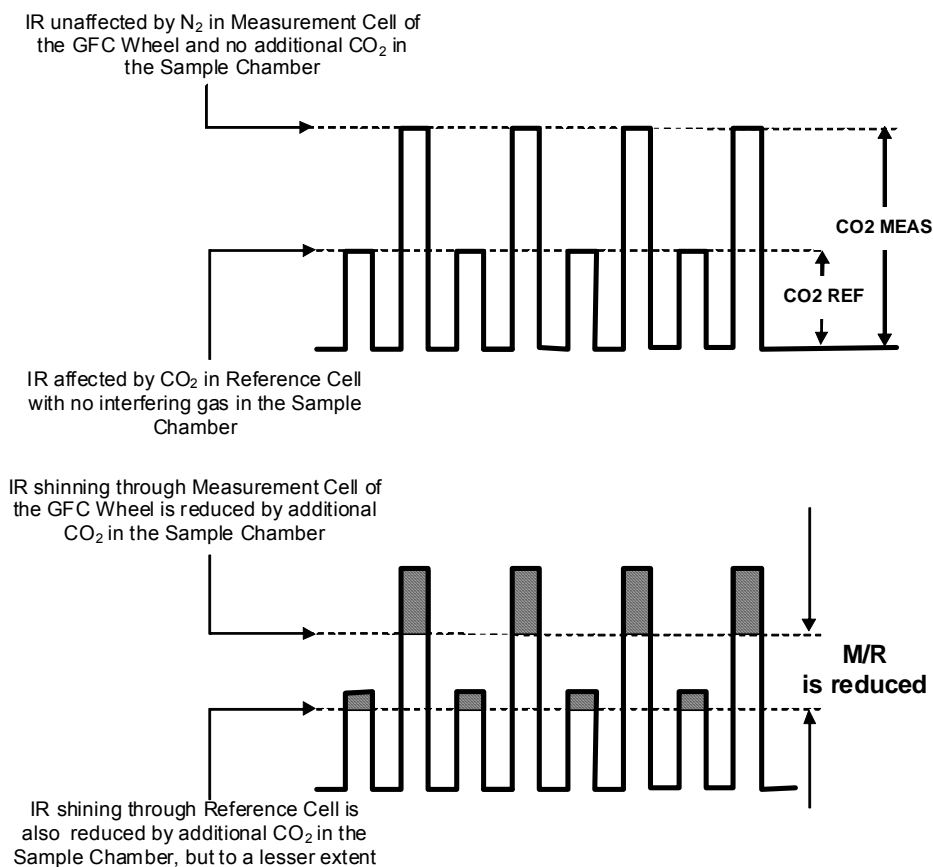 IR unaffected by N₂ in Measurement Cell of
the GFC Wheel and no additional CO₂ in
the Sample Chamber
CO2 MEAS
CO2 REF
IR affected by CO₂ in Reference Cell
with no interfering gas in the Sample
Chamber
IR shinning through Measurement Cell of
the GFC Wheel is reduced by additional
CO₂ in the Sample Chamber
M/R
is reduced
IR shining through Reference Cell is
also reduced by additional CO₂ in the
Sample Chamber, but to a lesser extent